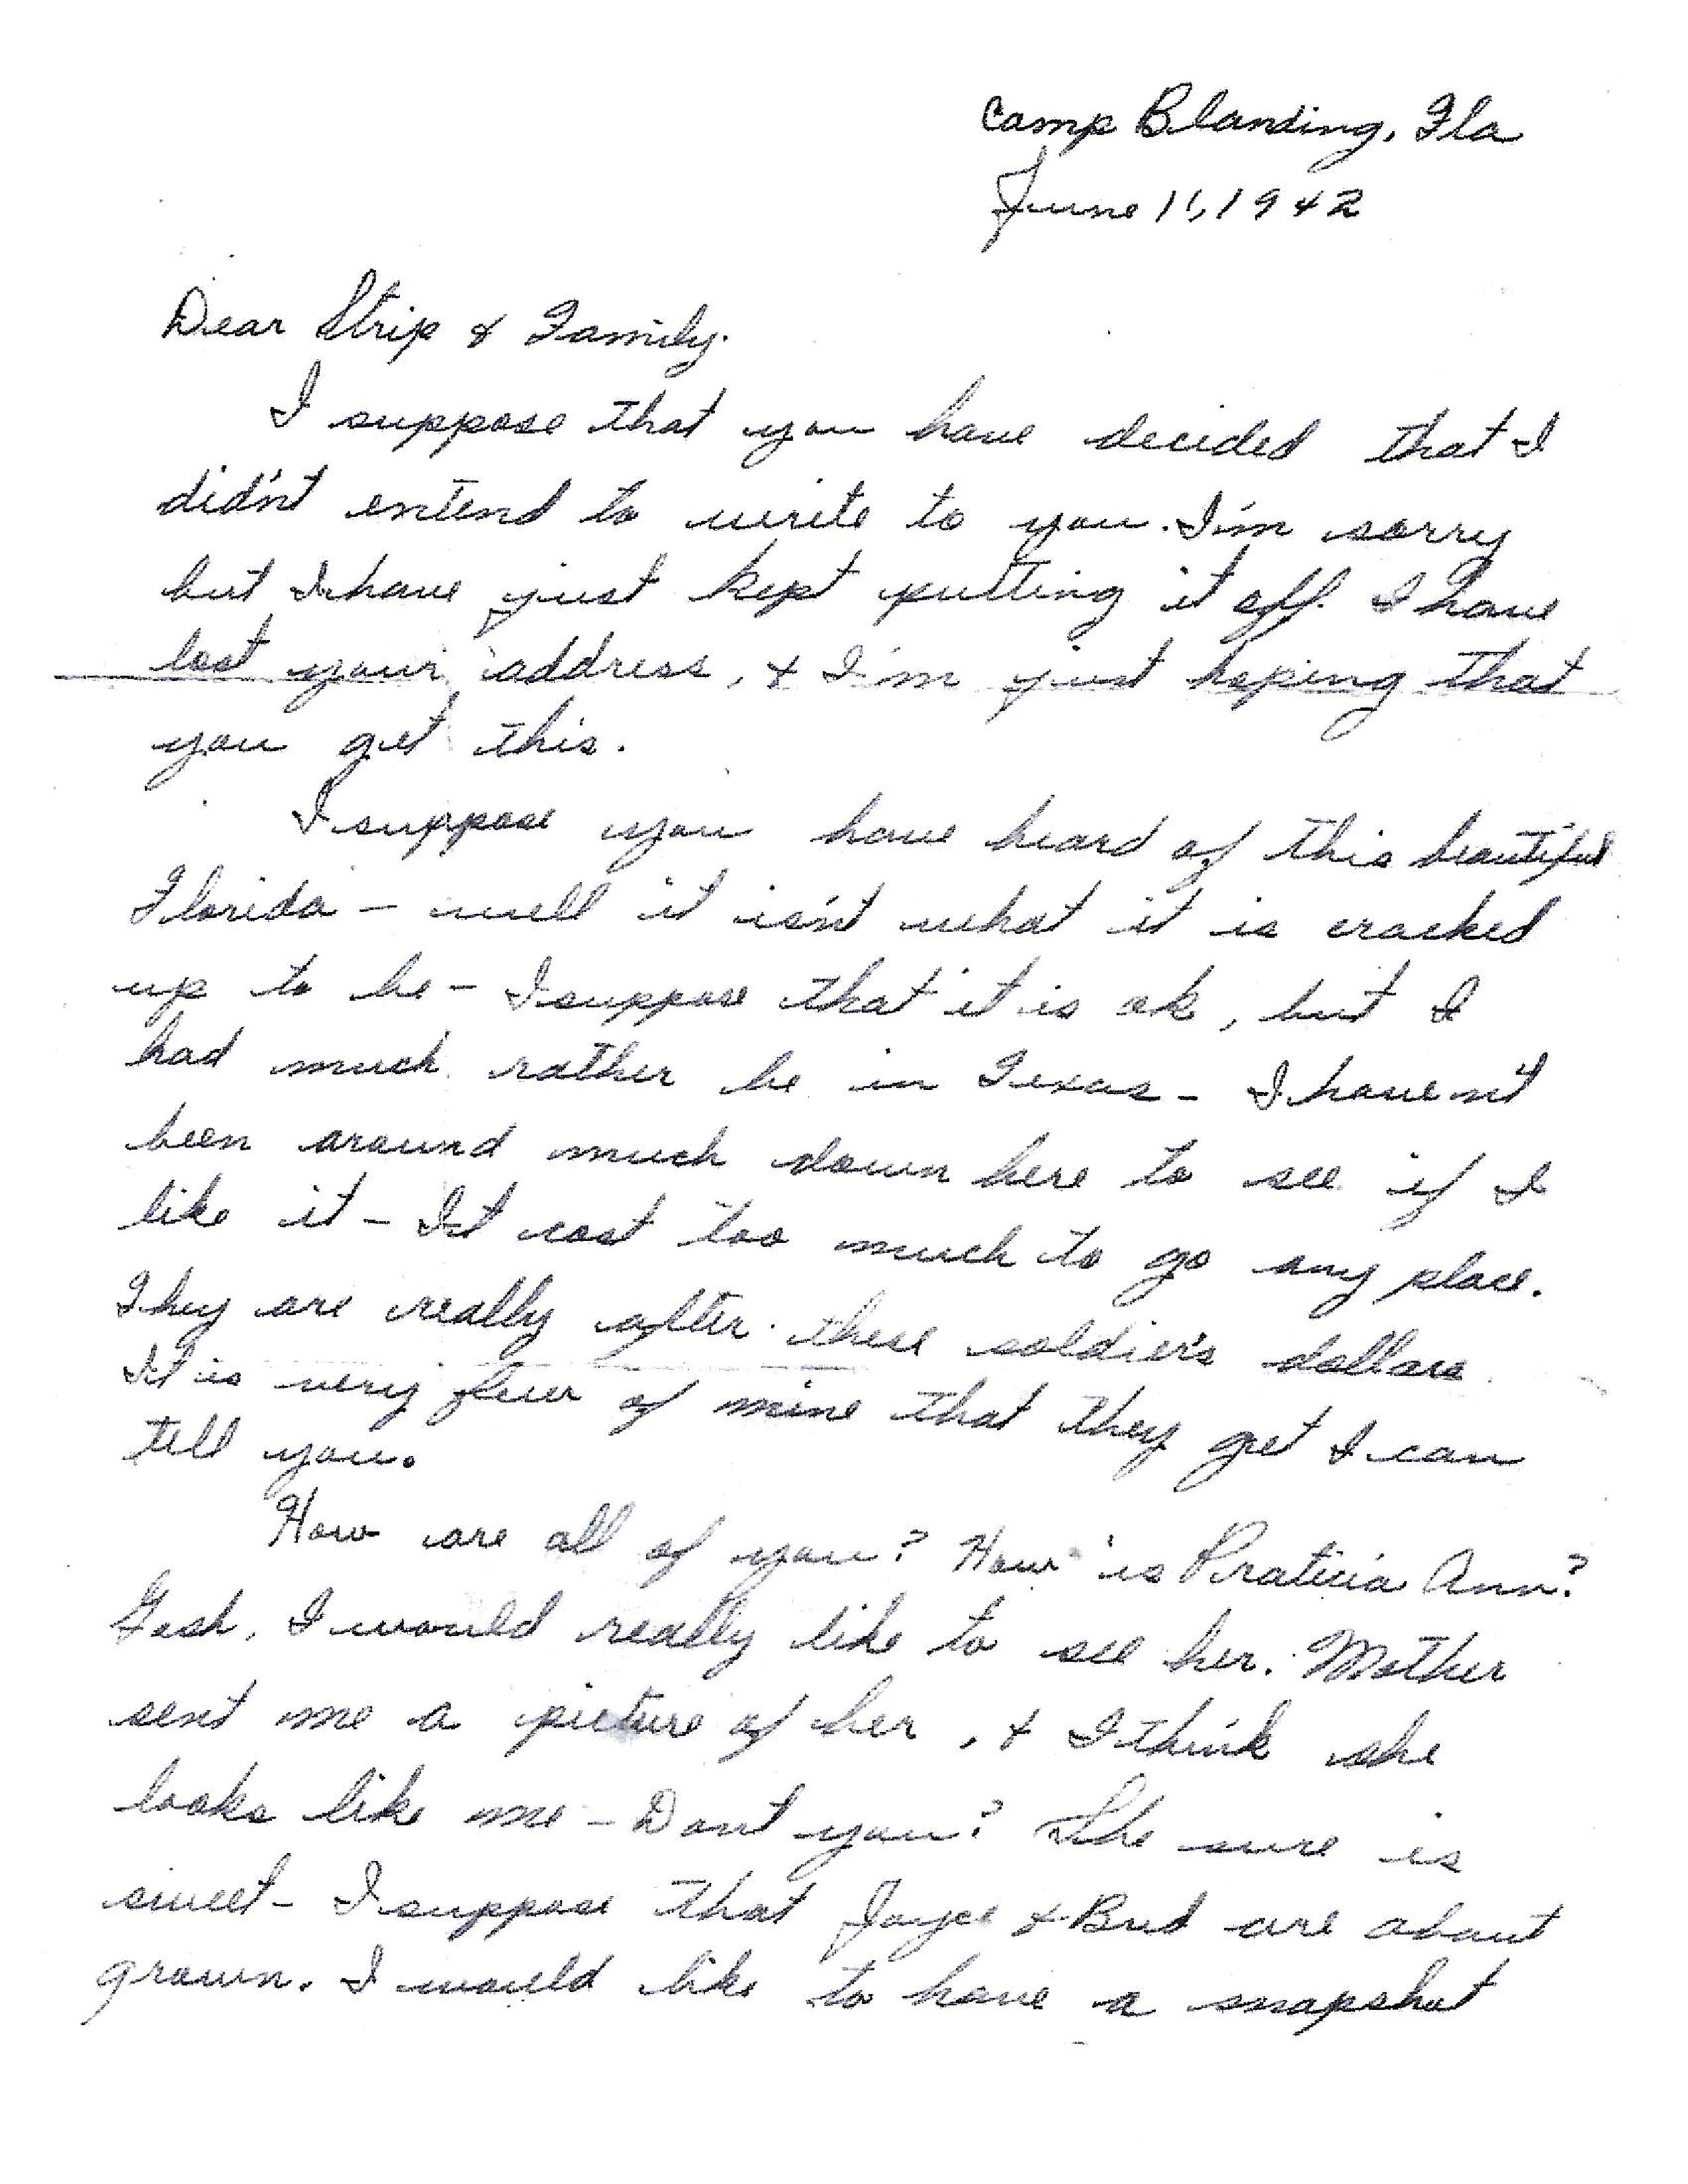 Camp Blanding, Fla
June 11, 1942
Dear Strip & Family.
I suppose that you have decided that I
did'nt entend to write to you. I'm sorry
but I have just kept putting it off. I have
lost your address, & I'm just hoping that
you get this.
I suppose you have heard of this beautiful
Florida - well it isn't what it is cracked
up to be - I suppose that it is ok, but I
had much rather be in Texas - I have n't
been around much down here to see if I
like it - It cost too much to go any place.
They are really after these soldier's dollars
It is very few of mine that they get I can
tell you.
How are all of you? How is Praticia Ann?
Gosh, I would really like to see her. Mother
sent me a picture of her, & I think she
looks like me - Dont you? She sure is
sweet - I suppose that Joyce & Bud are about
grown. I would like to have a snapshot